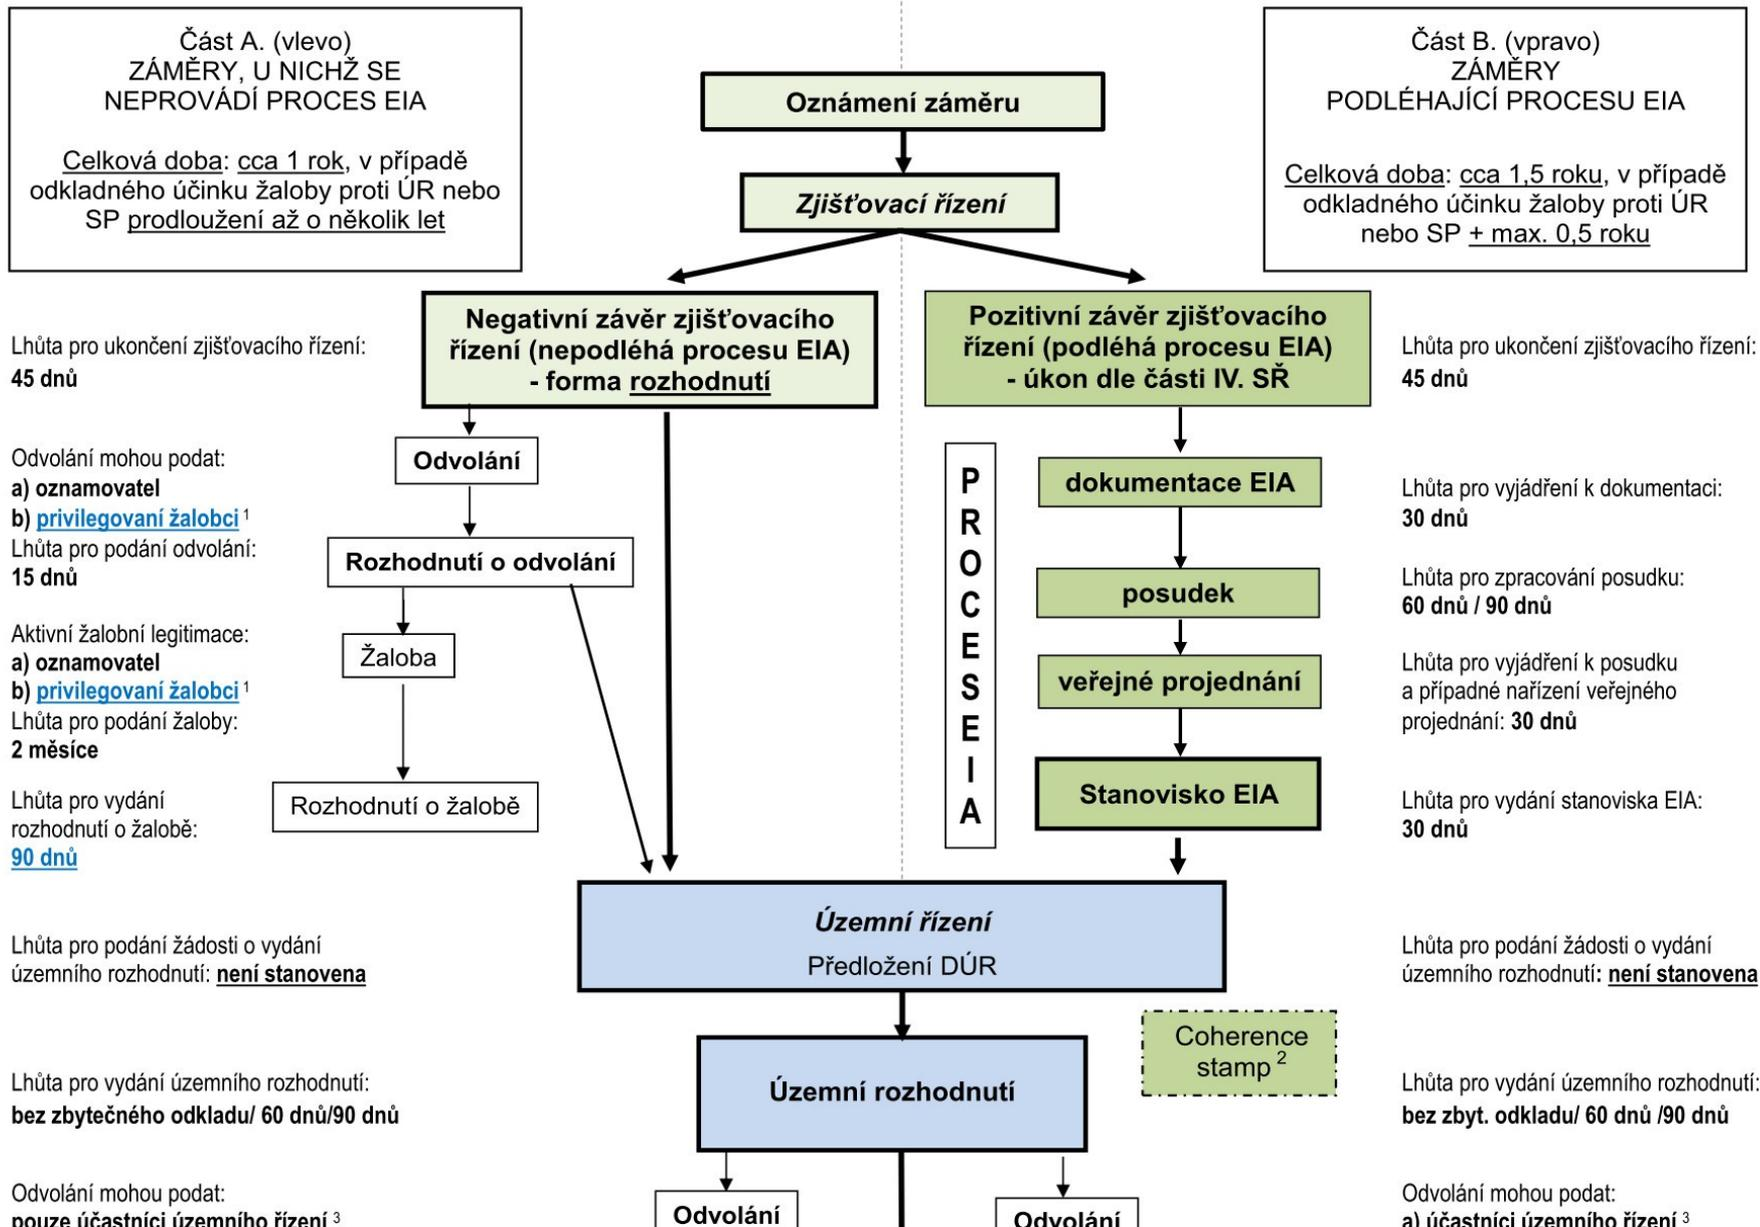 Část A. (vlevo)
ZÁMĚRY, U NICHŽ SE
NEPROVÁDÍ PROCES EIA
Celková doba: cca 1 rok, v případě
odkladného účinku žaloby proti ÚR nebo
SP prodloužení až o několik let
Část B. (vpravo)
ZÁMĚRY
PODLÉHAJÍCÍ PROCESU EIA
Celková doba: cca 1,5 roku, v případě
odkladného účinku žaloby proti ÚR
nebo SP + max. 0,5 roku
Oznámení záměru
Zjišťovací řízení
Negativní závěr zjišťovacího
řízení (nepodléhá procesu EIA)
- forma rozhodnutí
Pozitivní závěr zjišťovacího
řízení (podléhá procesu EIA)
- úkon dle části IV. SŘ
Lhůta pro ukončení zjišťovacího řízení:
45 dnů
Odvolání mohou podat:
a) oznamovatel
b) privilegovaní žalobci 1
Lhůta pro podání odvolání:
15 dnů
Aktivní žalobní legitimace:
a) oznamovatel
b) privilegovaní žalobci 1
Lhůta pro podání žaloby:
2 měsíce
Lhůta pro vydání
rozhodnutí o žalobě:
90 dnů
Odvolání
Rozhodnutí o odvolání
Žaloba
Rozhodnutí o žalobě
P
R
O
C
E
S
E
I
A
dokumentace EIA
posudek
veřejné projednání
Stanovisko EIA
Lhůta pro ukončení zjišťovacího řízení:
45 dnů
Lhůta pro vyjádření k dokumentaci:
30 dnů
Lhůta pro zpracování posudku:
60 dnů / 90 dnů
Lhůta pro vyjádření k posudku
a případné nařízení veřejného
projednání: 30 dnů
Lhůta pro vydání stanoviska EIA:
30 dnů
Územní řízení
Předložení DÚR
Lhůta pro podání žádosti o vydání
územního rozhodnutí: není stanovena
Lhůta pro podání žádosti o vydání
územního rozhodnutí: není stanovena
Coherence
stamp 2
Územní rozhodnutí
Lhůta pro vydání územního rozhodnutí:
bez zbytečného odkladu/ 60 dnů/90 dnů
Lhůta pro vydání územního rozhodnutí:
bez zbyt. odkladu/ 60 dnů /90 dnů
Odvolání mohou podat:
pouze účastníci územního řízení 3
Odvolání
Odvolání
Odvolání mohou podat:
a) účastníci územního řízení 3